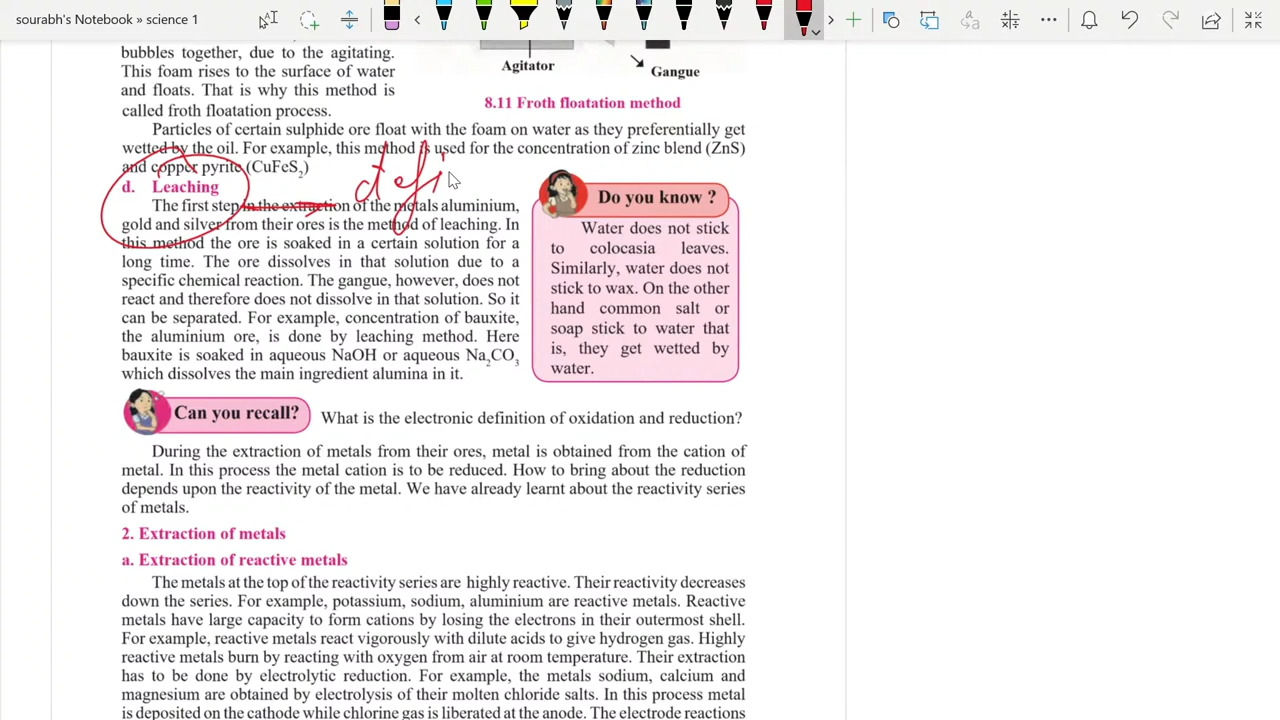 sourabh's Notebook » science 1
bubbles together, due to the agitating.
This foam rises to the surface of water
and floats. That is why this method is
called froth floatation process.
Agitator
Gangue
8.11 Froth floatation method
Particles of certain sulphide ore float with the foam on water as they preferentially get
wetted by the oil. For example, this method is used for the concentration of zinc blend (ZnS)
and copper pyrite (CuFeS₂)
defi
d. Leaching
The first step in the extraction of the metals aluminium,
gold and silver from their ores is the method of leaching. In
this method the ore is soaked in a certain solution for a
long time. The ore dissolves in that solution due to a
specific chemical reaction. The gangue, however, does not
react and therefore does not dissolve in that solution. So it
can be separated. For example, concentration of bauxite,
the aluminium ore, is done by leaching method. Here
bauxite is soaked in aqueous NaOH or aqueous Na₂CO₃
which dissolves the main ingredient alumina in it.
Do you know ?
Water does not stick
to colocasia leaves.
Similarly, water does not
stick to wax. On the other
hand common salt or
soap stick to water that
is, they get wetted by
water.
Can you recall?
What is the electronic definition of oxidation and reduction?
During the extraction of metals from their ores, metal is obtained from the cation of
metal. In this process the metal cation is to be reduced. How to bring about the reduction
depends upon the reactivity of the metal. We have already learnt about the reactivity series
of metals.
2. Extraction of metals
a. Extraction of reactive metals
The metals at the top of the reactivity series are highly reactive. Their reactivity decreases
down the series. For example, potassium, sodium, aluminium are reactive metals. Reactive
metals have large capacity to form cations by losing the electrons in their outermost shell.
For example, reactive metals react vigorously with dilute acids to give hydrogen gas. Highly
reactive metals burn by reacting with oxygen from air at room temperature. Their extraction
has to be done by electrolytic reduction. For example, the metals sodium, calcium and
magnesium are obtained by electrolysis of their molten chloride salts. In this process metal
is deposited on the cathode while chlorine gas is liberated at the anode. The electrode reactions